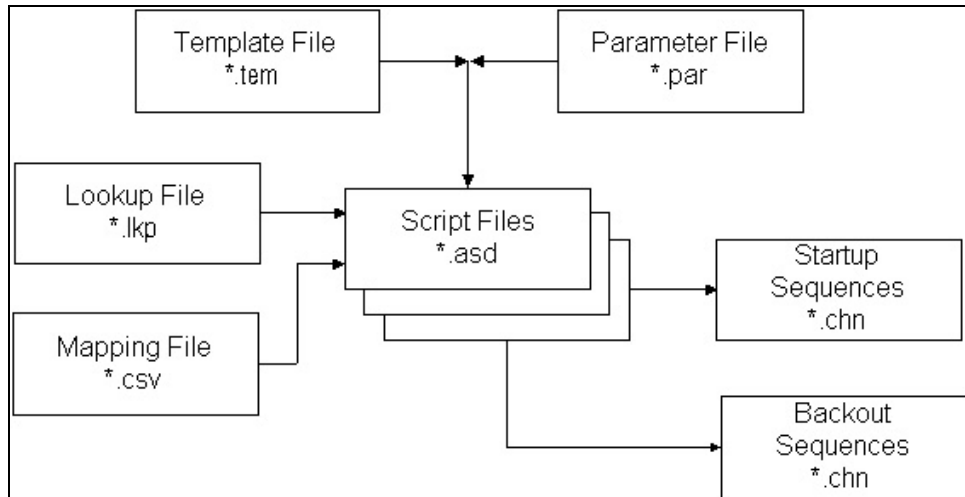 Template File
*.tem
Parameter File
*.par
Lookup File
*.lkp
Script Files
*.asd
Startup
Sequences
*.chn
Mapping File
*.csv
Backout
Sequences
*.chn